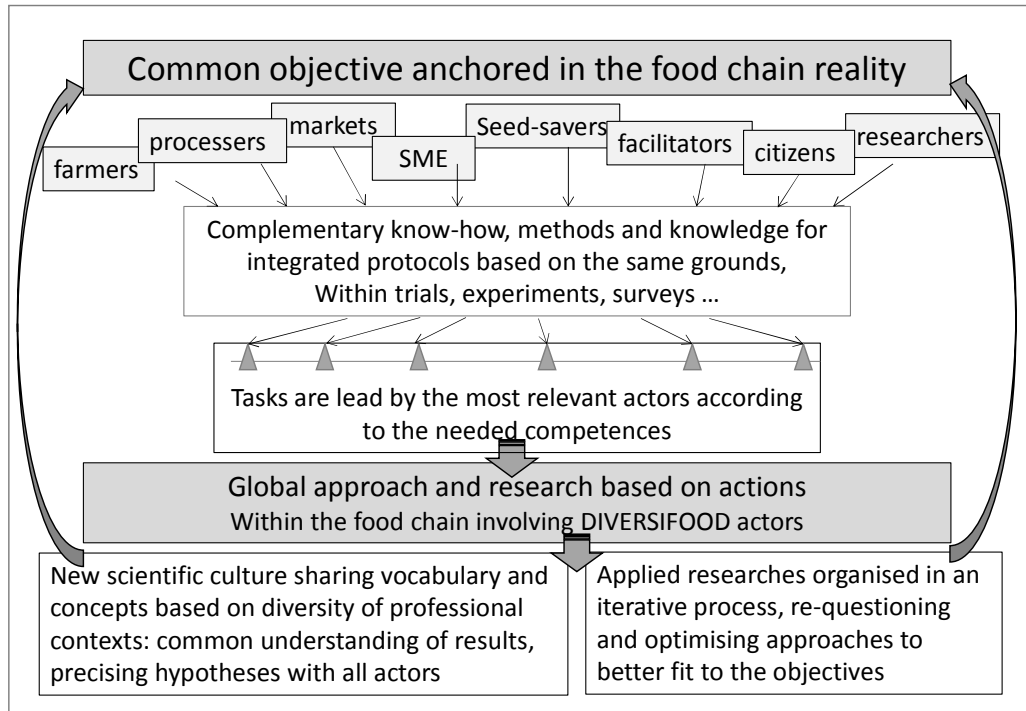 Common objective anchored in the food chain reality
farmers
processers
markets
SME
Seed-savers
facilitators
citizens
researchers
Complementary know-how, methods and knowledge for
integrated protocols based on the same grounds,
Within trials, experiments, surveys ...
Tasks are lead by the most relevant actors according
to the needed competences
Global approach and research based on actions
Within the food chain involving DIVERSIFOOD actors
New scientific culture sharing vocabulary and
concepts based on diversity of professional
contexts: common understanding of results,
precising hypotheses with all actors
Applied researches organised in an
iterative process, re-questioning
and optimising approaches to
better fit to the objectives